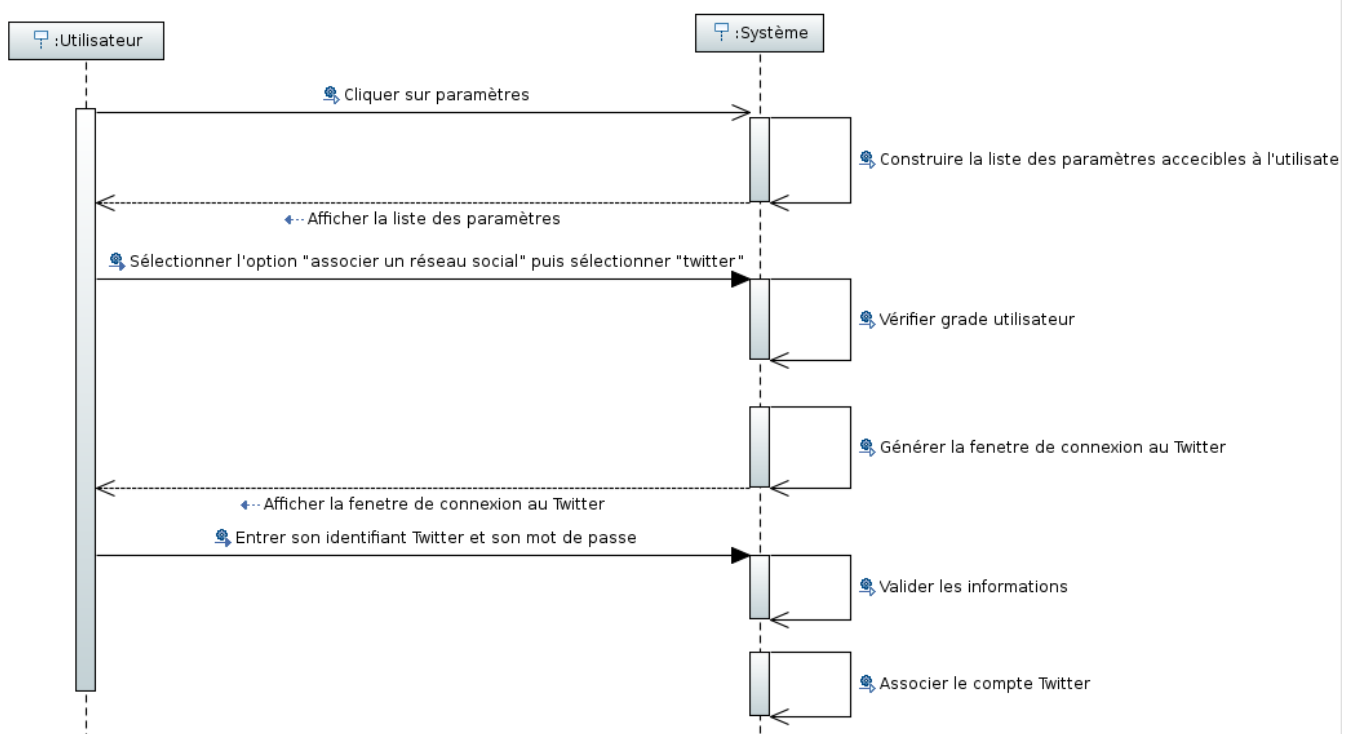 :Utilisateur
:Système
Cliquer sur paramètres
Construire la liste des paramètres accecibles à l'utilisate
Afficher la liste des paramètres
Sélectionner l'option "associer un réseau social" puis sélectionner "twitter"
Vérifier grade utilisateur
Générer la fenetre de connexion au Twitter
Afficher la fenetre de connexion au Twitter
Entrer son identifiant Twitter et son mot de passe
Valider les informations
Associer le compte Twitter